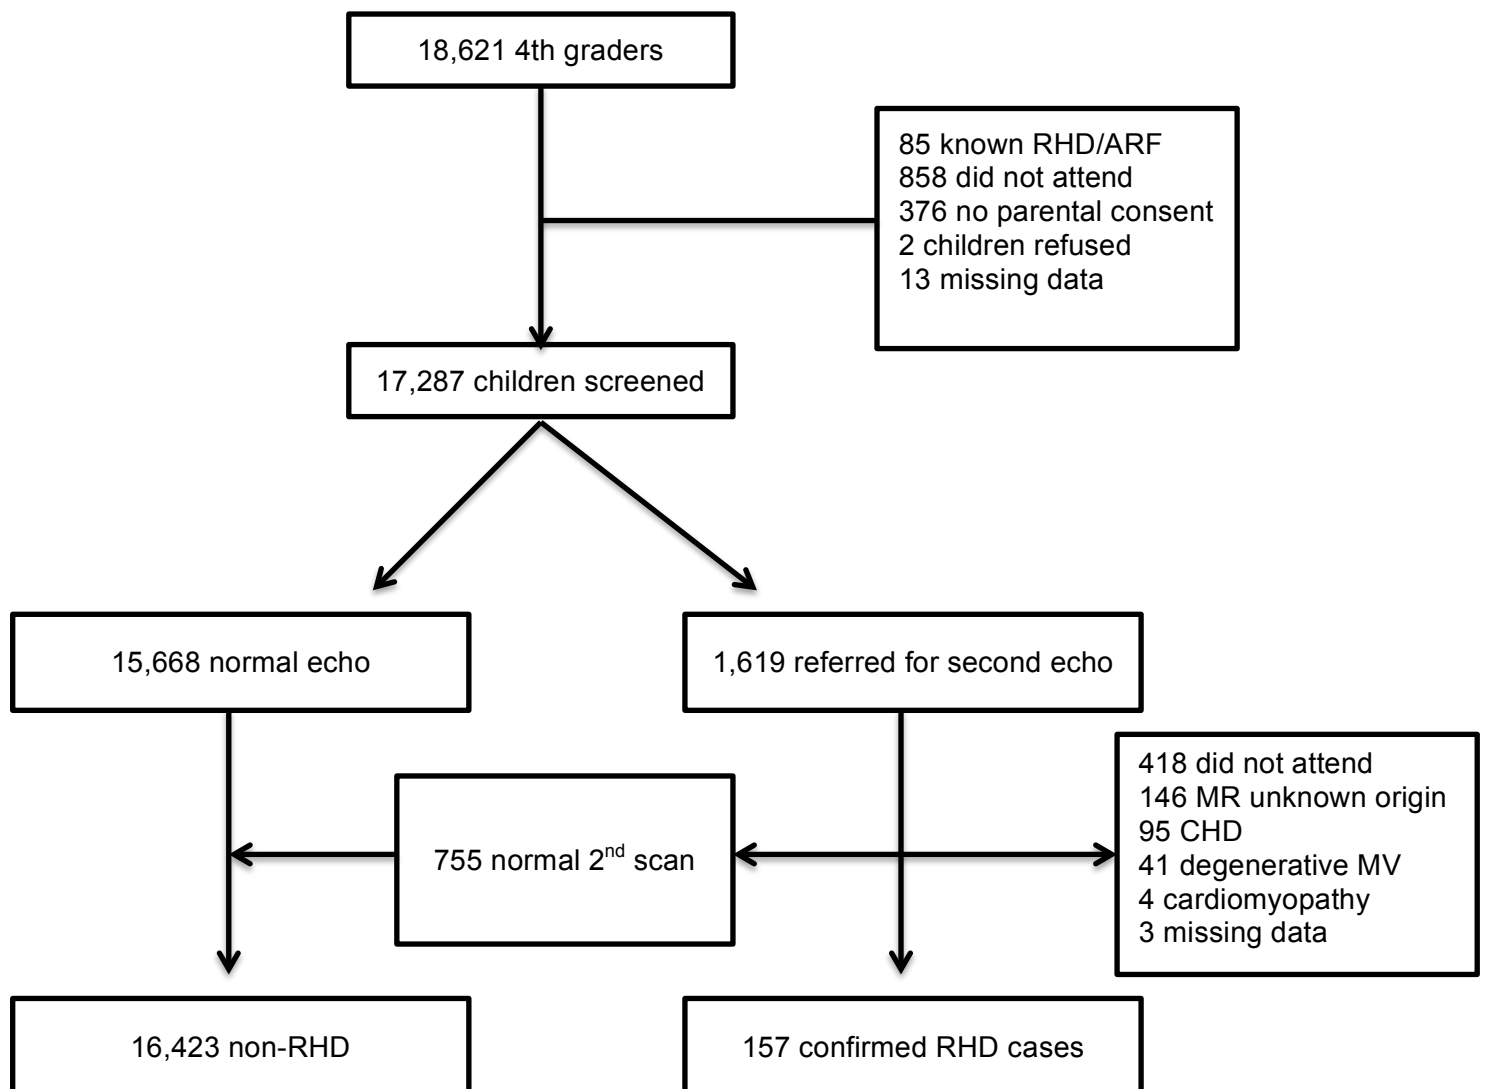 18,621 4th graders
85 known RHD/ARF
858 did not attend
376 no parental consent
2 children refused
13 missing data
17,287 children screened
15,668 normal echo
1,619 referred for second echo
418 did not attend
146 MR unknown origin
95 CHD
41 degenerative MV
4 cardiomyopathy
3 missing data
755 normal 2nd scan
16,423 non-RHD
157 confirmed RHD cases